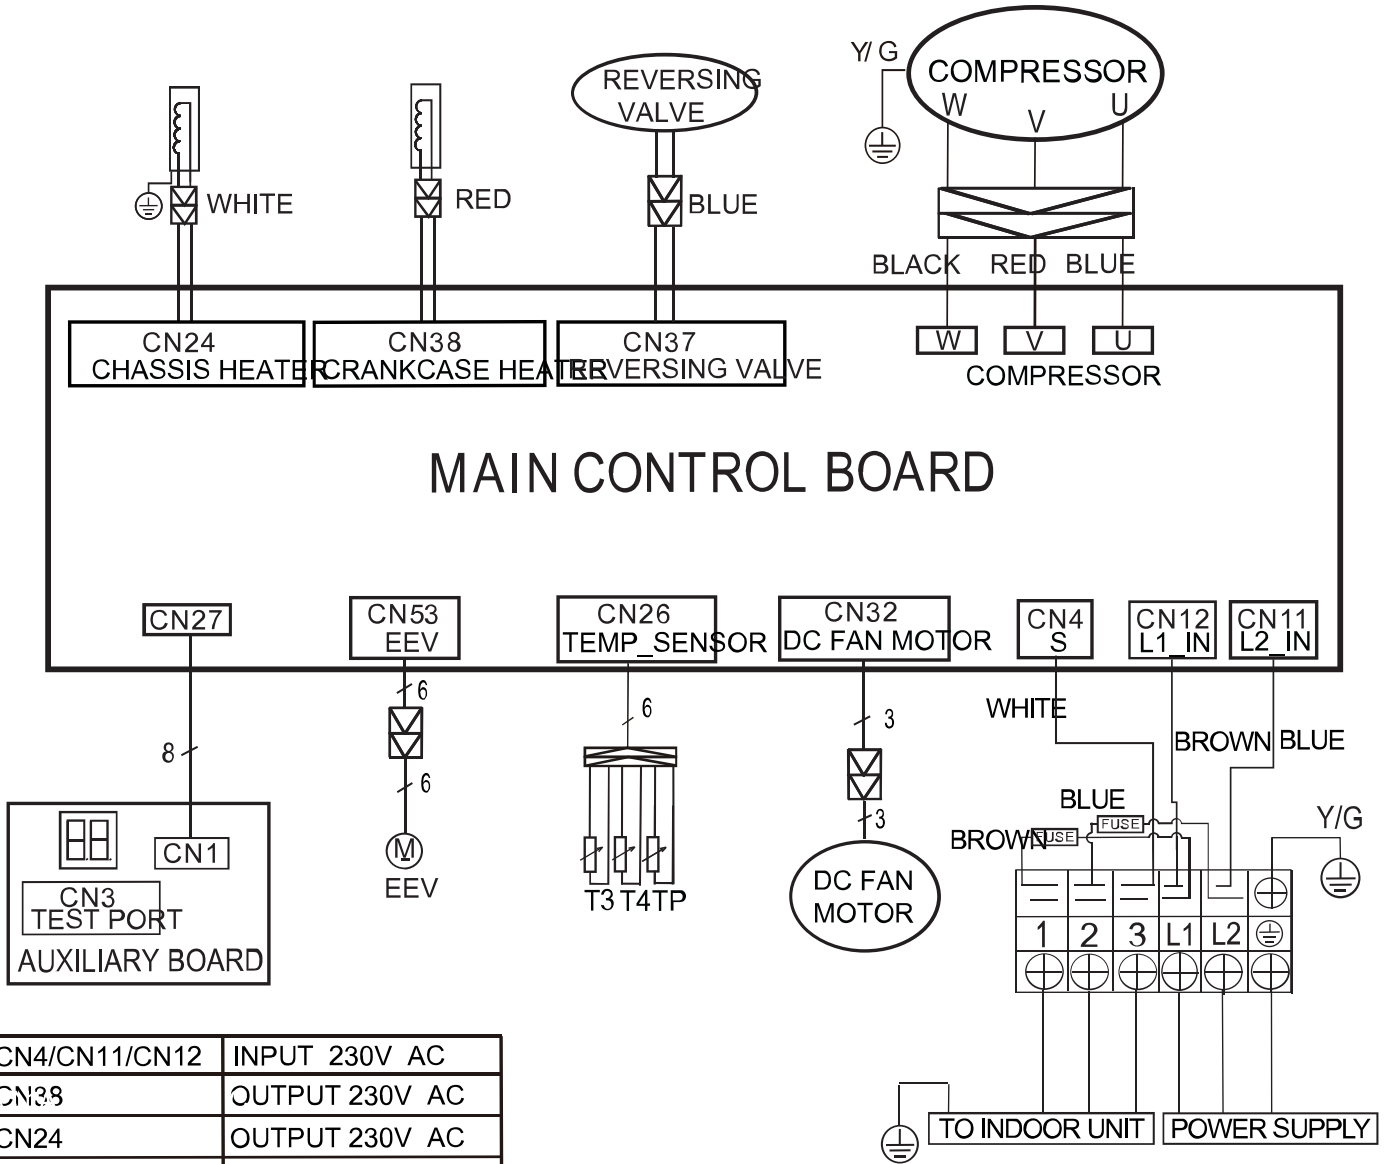 Y/ G
COMPRESSOR
W V U
REVERSING
VALVE
WHITE
RED
BLUE
BLACK RED BLUE
CN24
CHASSIS HEATER
CN38
CRANKCASE HEATER
CN37
REVERSING VALVE
W V U
COMPRESSOR
MAIN CONTROL BOARD
CN27
CN53
EEV
CN26
TEMP_SENSOR
CN32
DC FAN MOTOR
CN4
S
CN12
L1_IN
CN11
L2_IN
8
6
6
6
3
3
WHITE
BROWN BLUE
BLUE
FUSE
BROWN
FUSE
Y/G
CN1
CN3
TEST PORT
AUXILIARY BOARD
M
EEV
T3 T4 TP
DC FAN
MOTOR
1 2 3 L1 L2
TO INDOOR UNIT
POWER SUPPLY
CN4/CN11/CN12 INPUT 230V AC
CN38 OUTPUT 230V AC
CN24 OUTPUT 230V AC